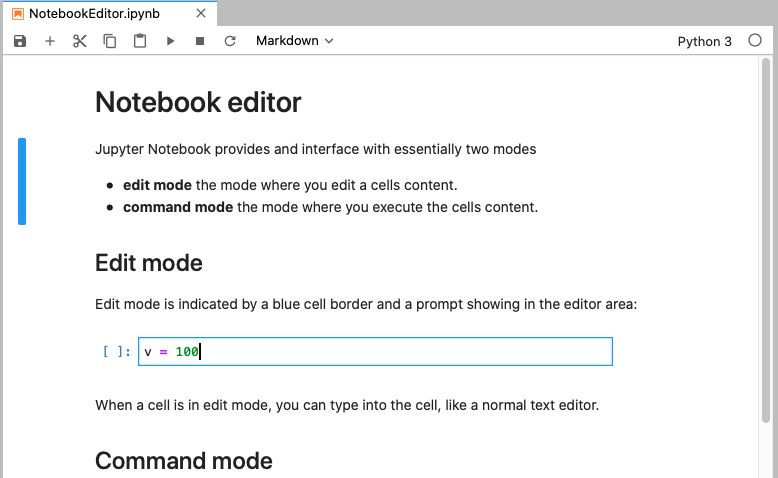 NotebookEditor.ipynb
Markdown
Python 3
Notebook editor
Jupyter Notebook provides and interface with essentially two modes
• edit mode the mode where you edit a cells content.
• command mode the mode where you execute the cells content.
Edit mode
Edit mode is indicated by a blue cell border and a prompt showing in the editor area:
[ ]: v = 100
When a cell is in edit mode, you can type into the cell, like a normal text editor.
Command mode